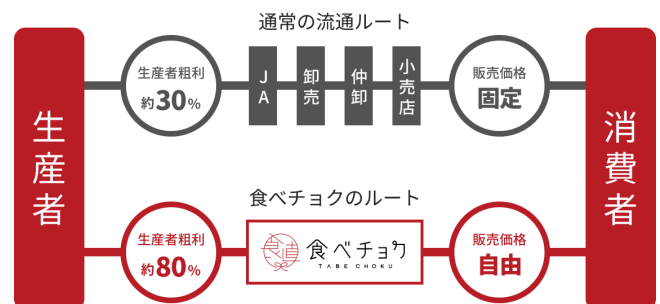 通常の流通ルート
生産者
生産者粗利
約30%
JA
卸売
仲卸
小売店
販売価格
固定
消費者
食べチョクのルート
生産者粗利
約80%
食べチョク
TABE CHOKU
販売価格
自由